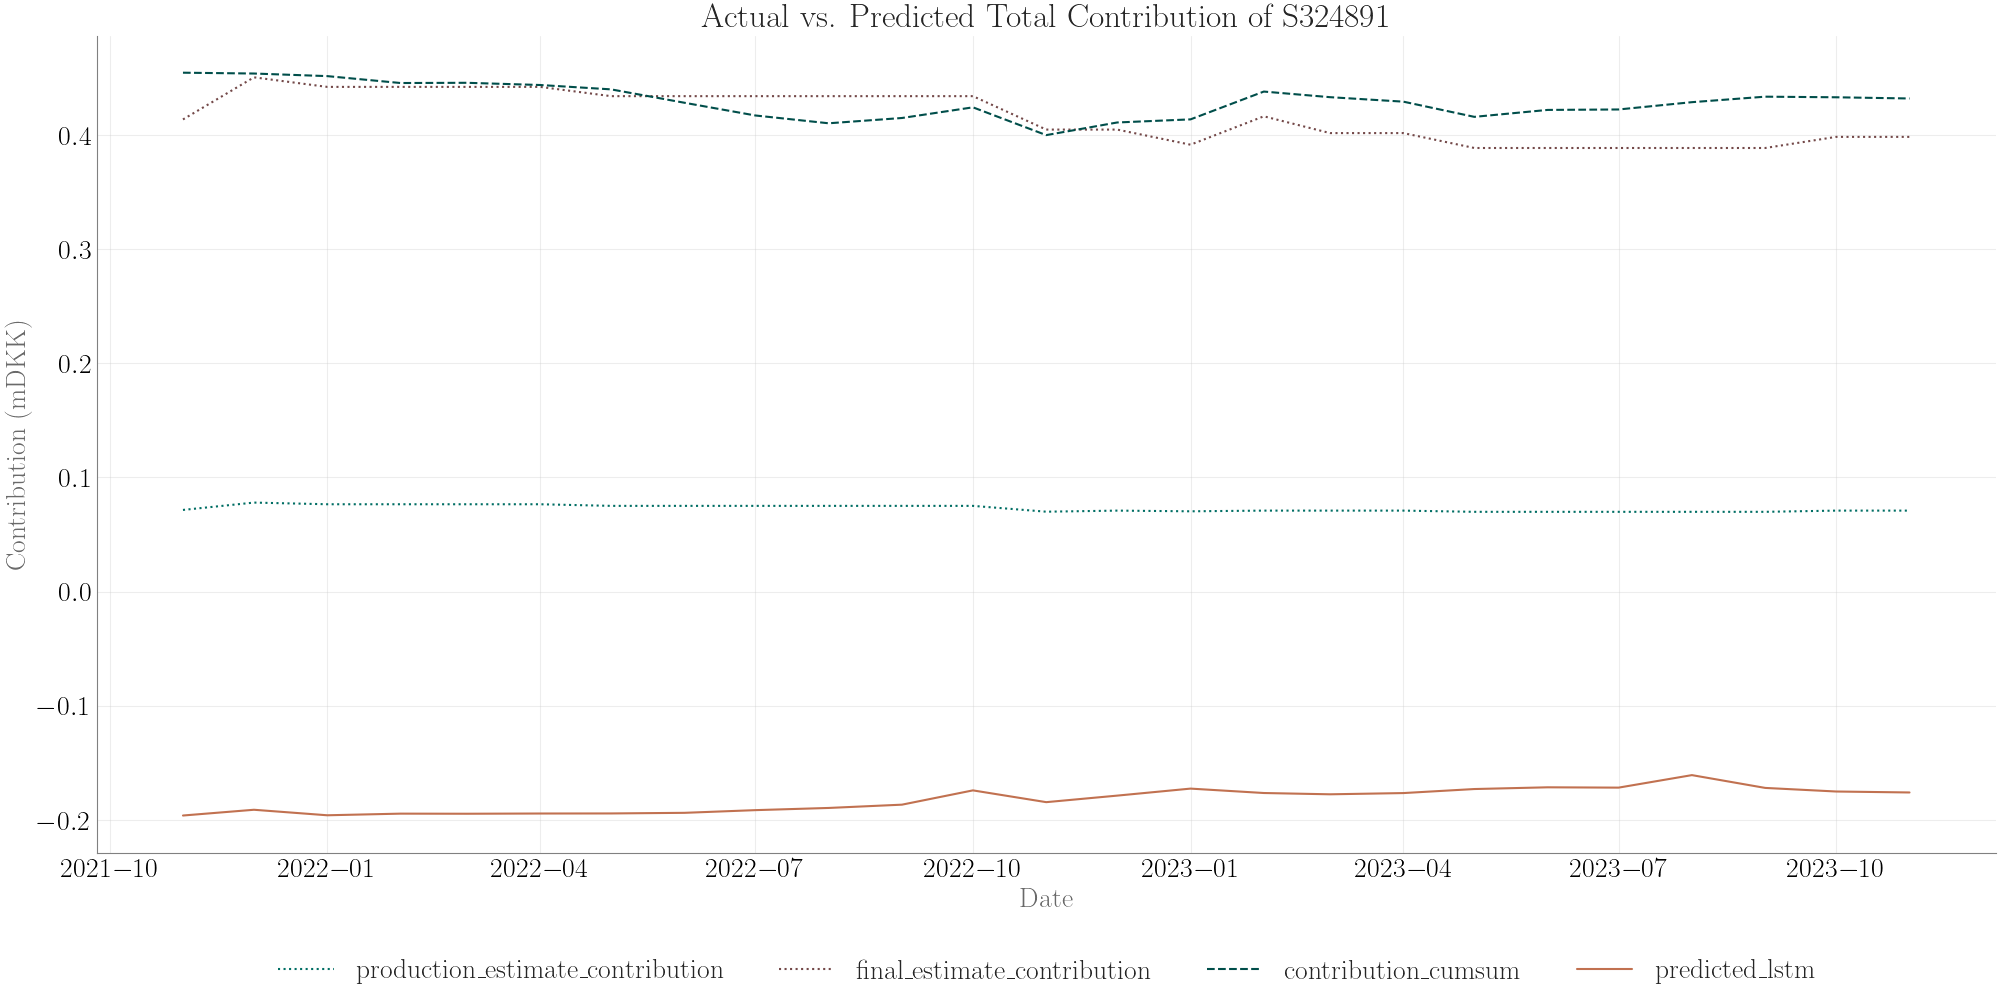 Actual vs. Predicted Total Contribution of S324891
Contribution (mDKK)
0.4
0.3
0.2
0.1
0.0
−0.1
−0.2
2021−10 2022−01 2022−04 2022−07 2022−10 2023−01 2023−04 2023−07 2023−10
Date
production_estimate_contribution final_estimate_contribution contribution_cumsum predicted_lstm